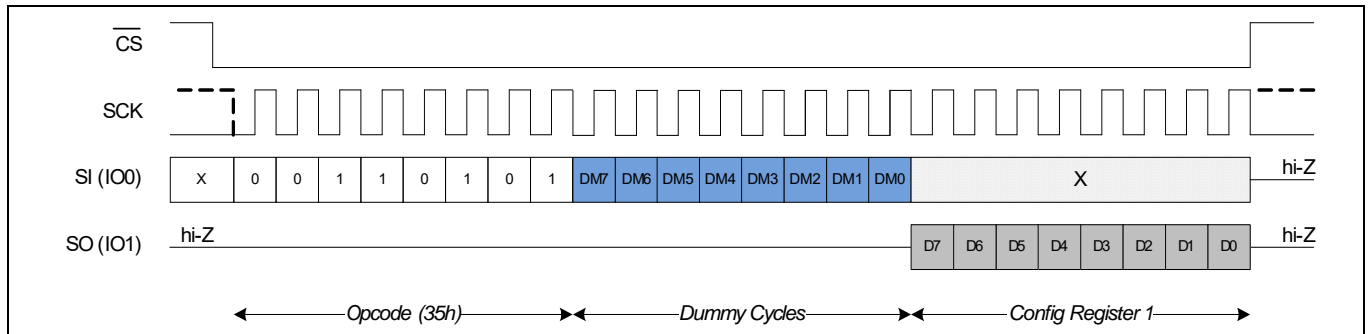 CS
SCK
SI (IO0) X 0 0 1 1 0 1 0 1 DM7 DM6 DM5 DM4 DM3 DM2 DM1 DM0 X hi-Z
SO (IO1) hi-Z D7 D6 D5 D4 D3 D2 D1 D0 hi-Z
Opcode (35h) Dummy Cycles Config Register 1